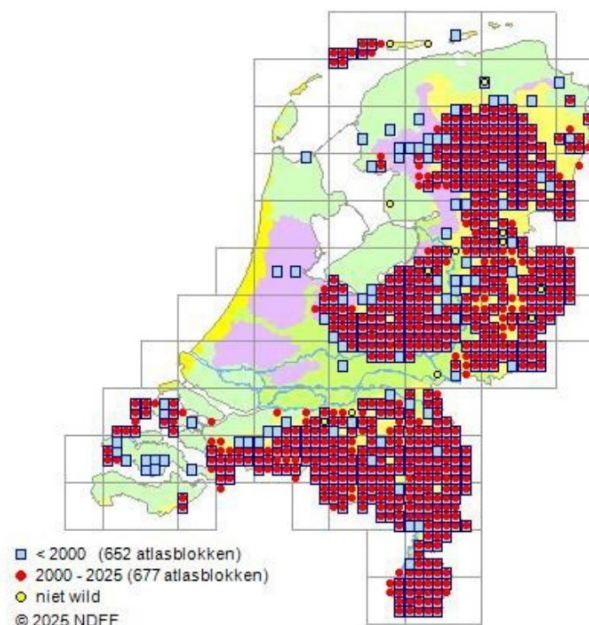 < 2000 (652 atlasblokken)
2000 - 2025 (677 atlasblokken)
niet wild
© 2025 NDFF